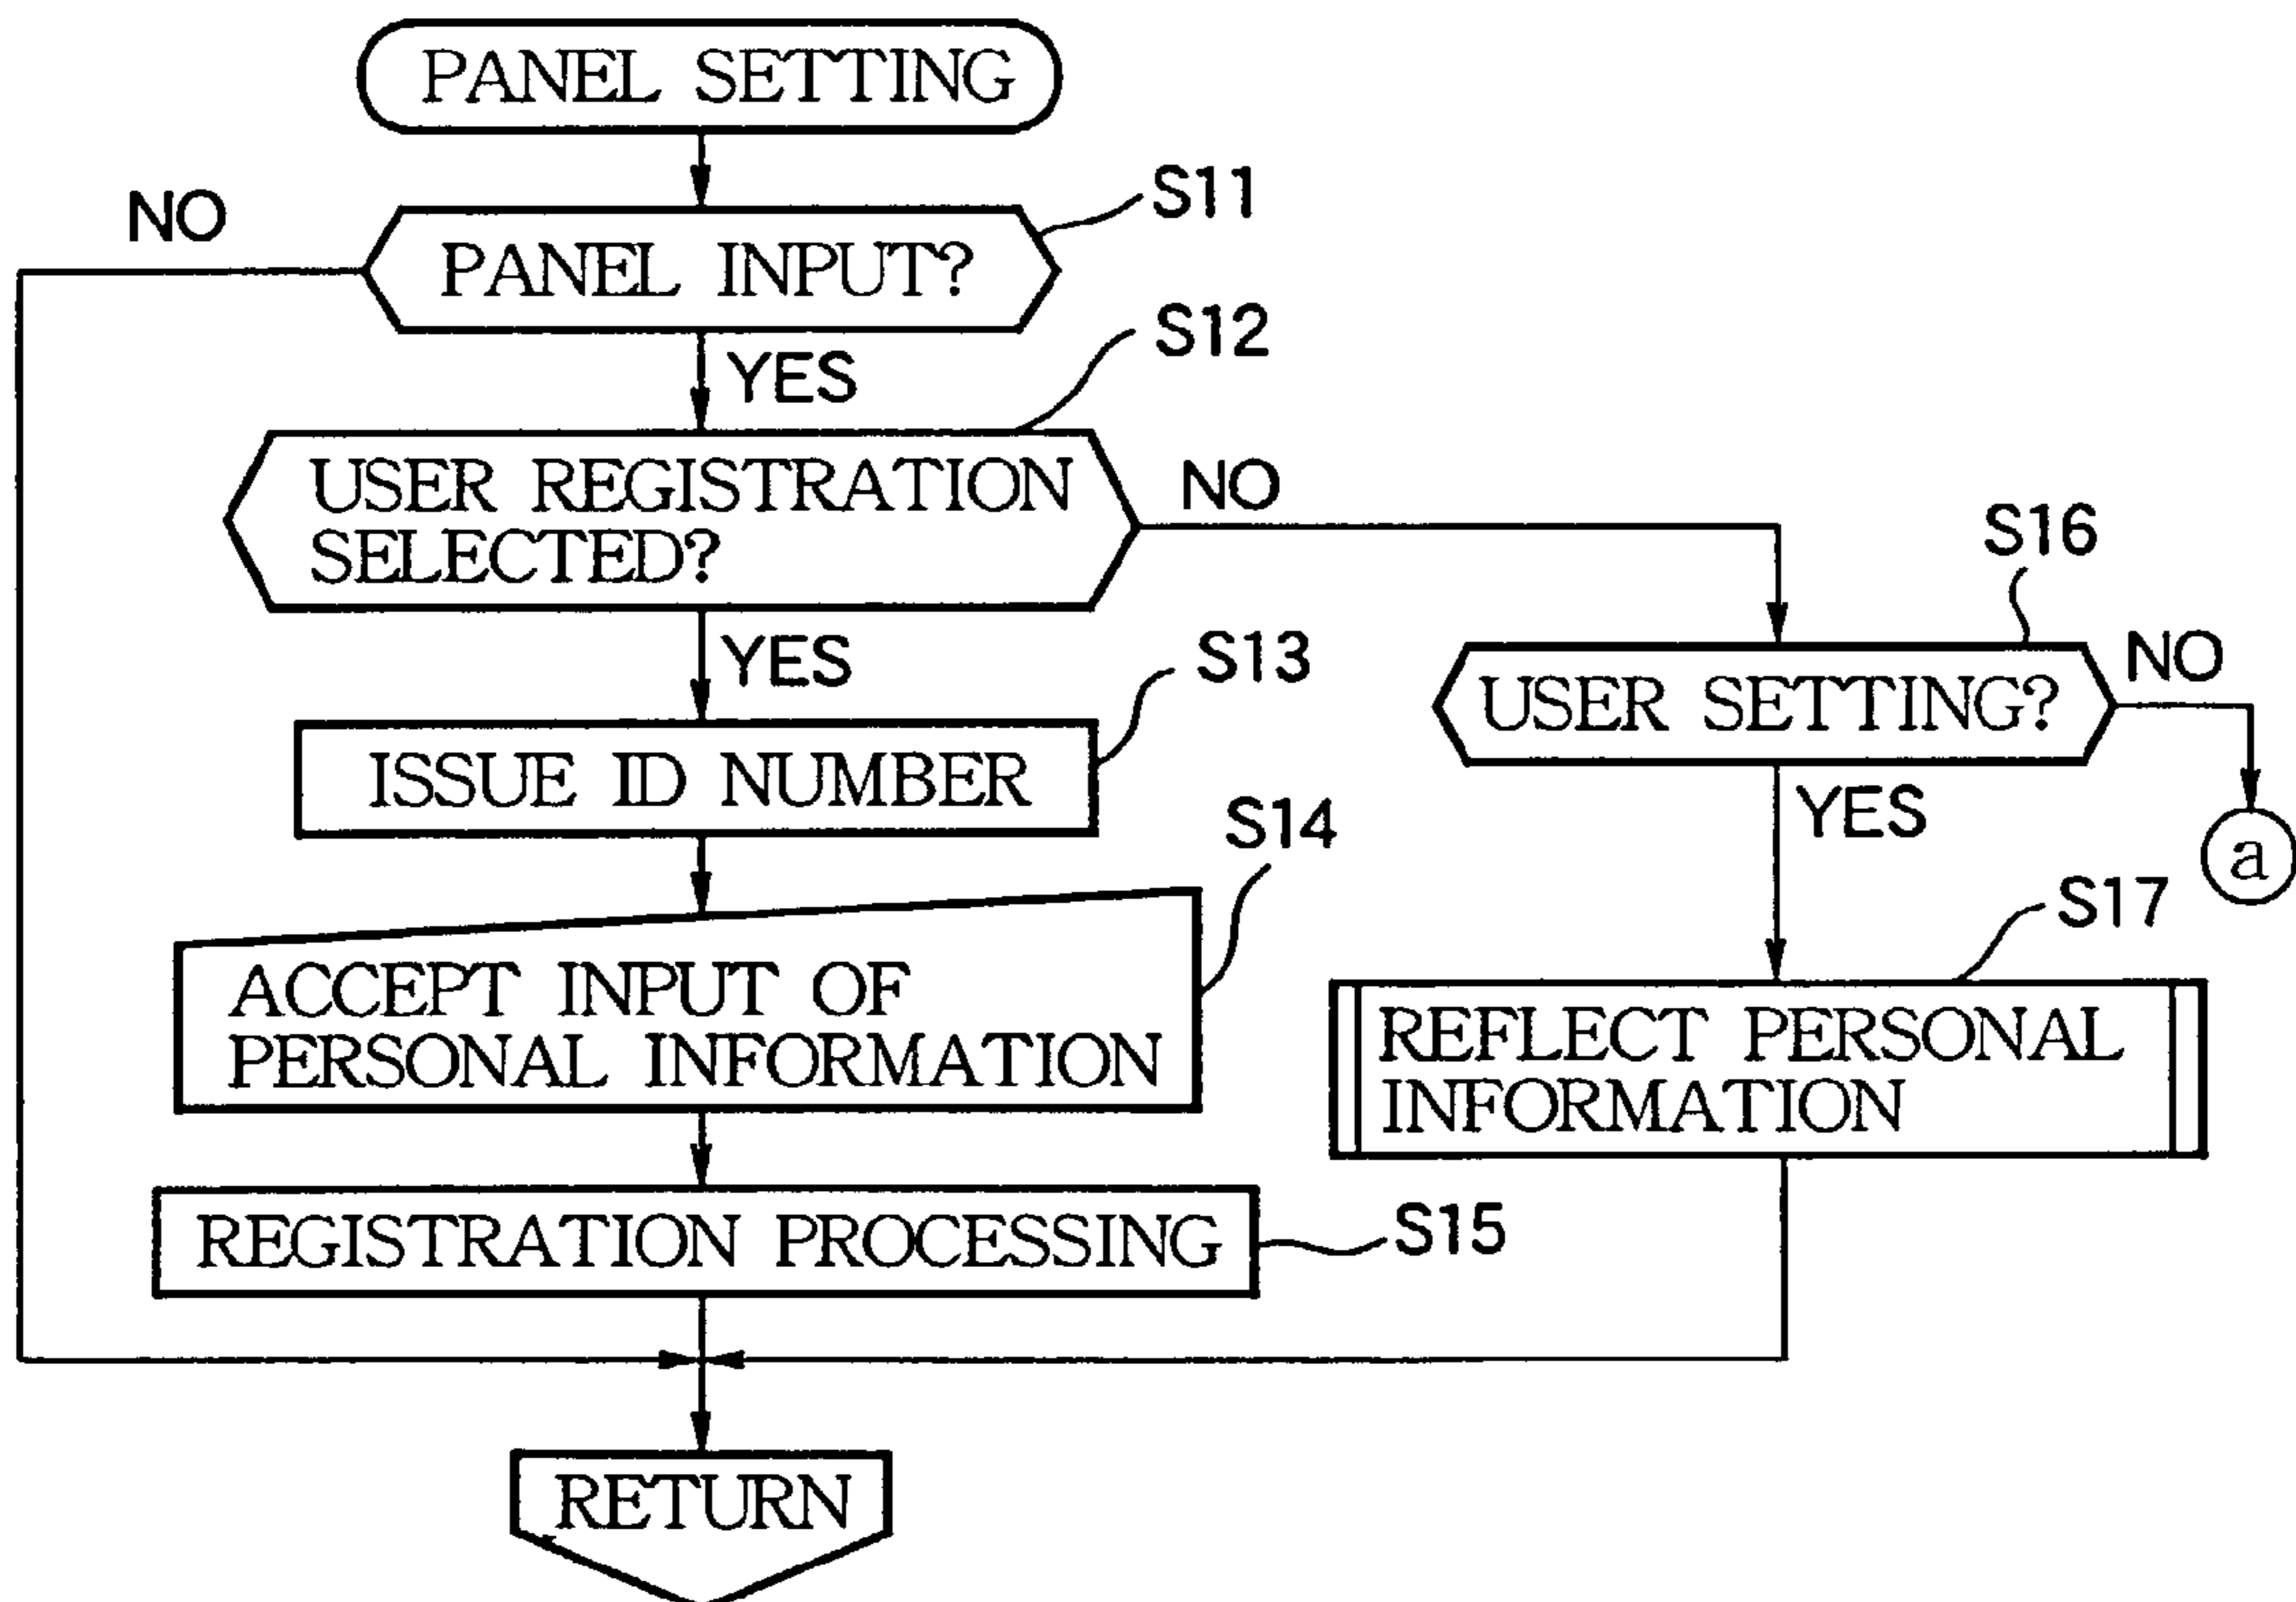 PANEL SETTING
S11
NO
PANEL INPUT?
S12
YES
USER REGISTRATION
SELECTED?
NO
S16
YES
S13
NO
USER SETTING?
ISSUE ID NUMBER
S14
YES
a
S17
ACCEPT INPUT OF
PERSONAL INFORMATION
REFLECT PERSONAL
INFORMATION
REGISTRATION PROCESSING
S15
RETURN